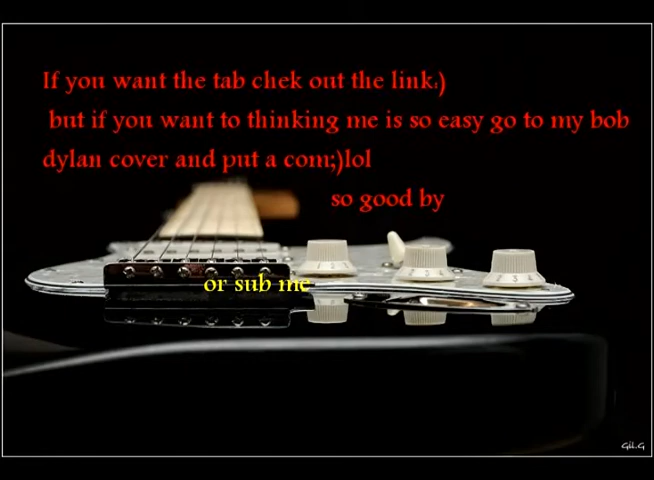 If you want the tab chek out the link:)
but if you want to thinking me is so easy go to my bob
dylan cover and put a com;)lol
so good by
or sub me
GH.G